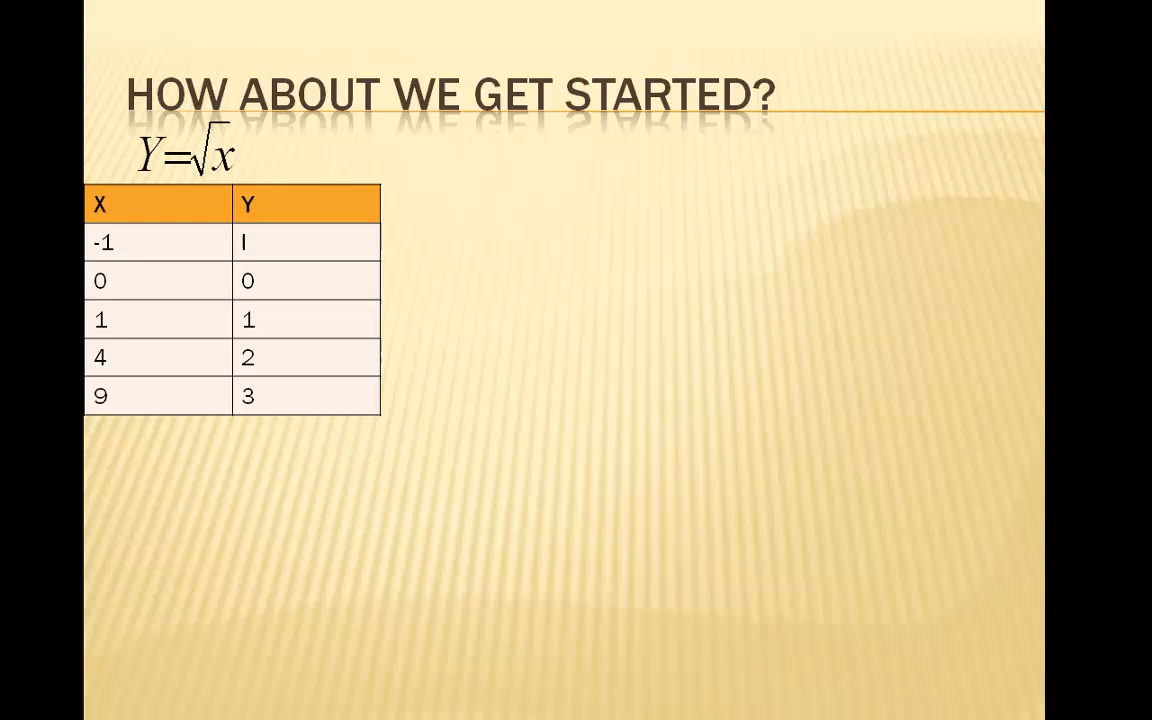 HOW ABOUT WE GET STARTED?
Y=√x
X Y
-1 I
0 0
1 1
4 2
9 3